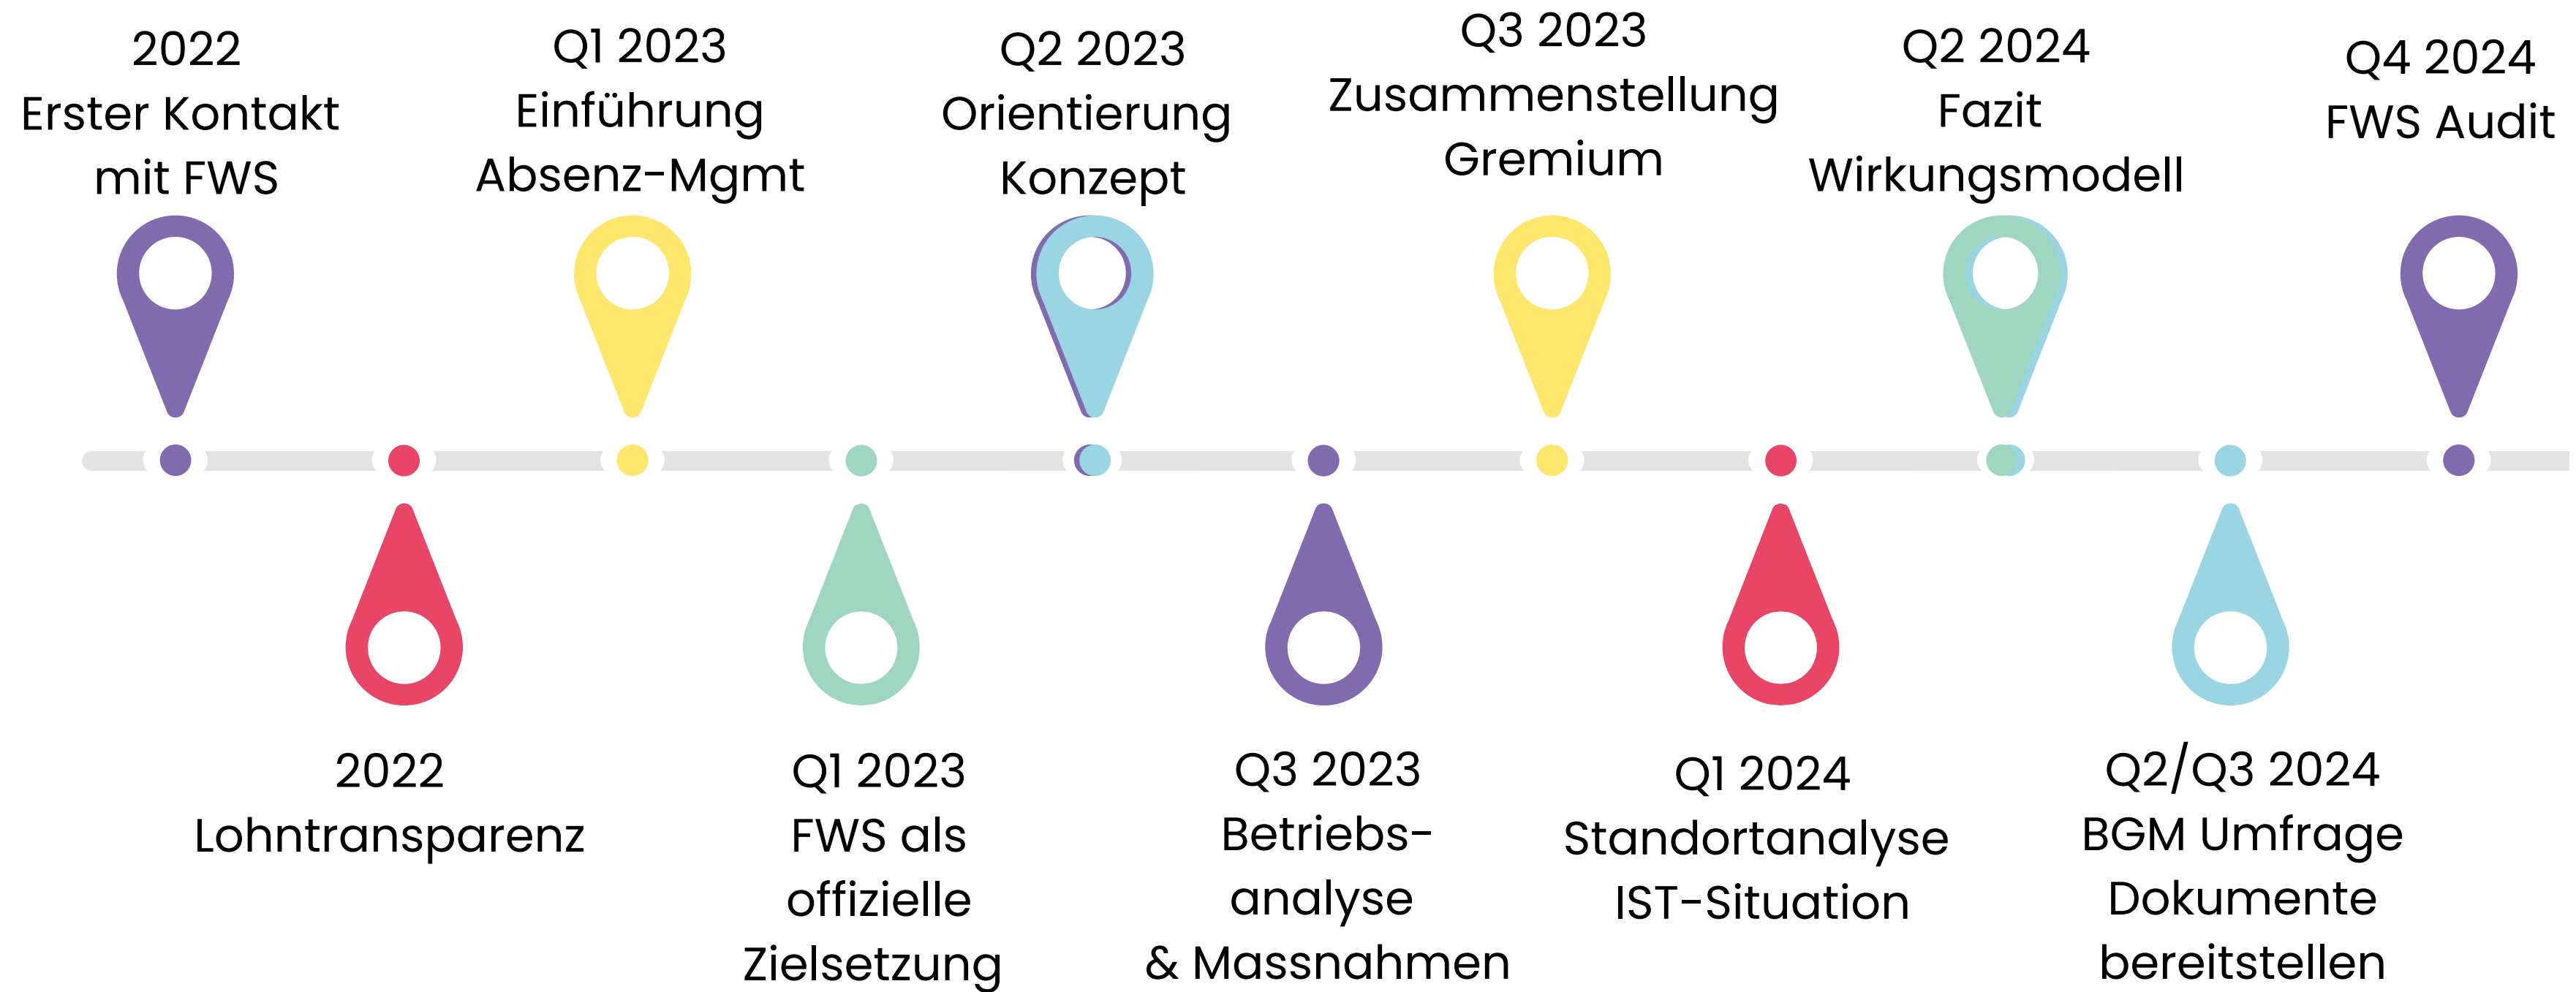 2022
Erster Kontakt
mit FWS
Q1 2023
Einführung
Absenz-Mgmt
Q2 2023
Orientierung
Konzept
Q3 2023
Zusammenstellung
Gremium
Q2 2024
Fazit
Wirkungsmodell
Q4 2024
FWS Audit
2022
Lohntransparenz
Q1 2023
FWS als
offizielle
Zielsetzung
Q3 2023
Betriebs-
analyse
& Massnahmen
Q1 2024
Standortanalyse
IST-Situation
Q2/Q3 2024
BGM Umfrage
Dokumente
bereitstellen